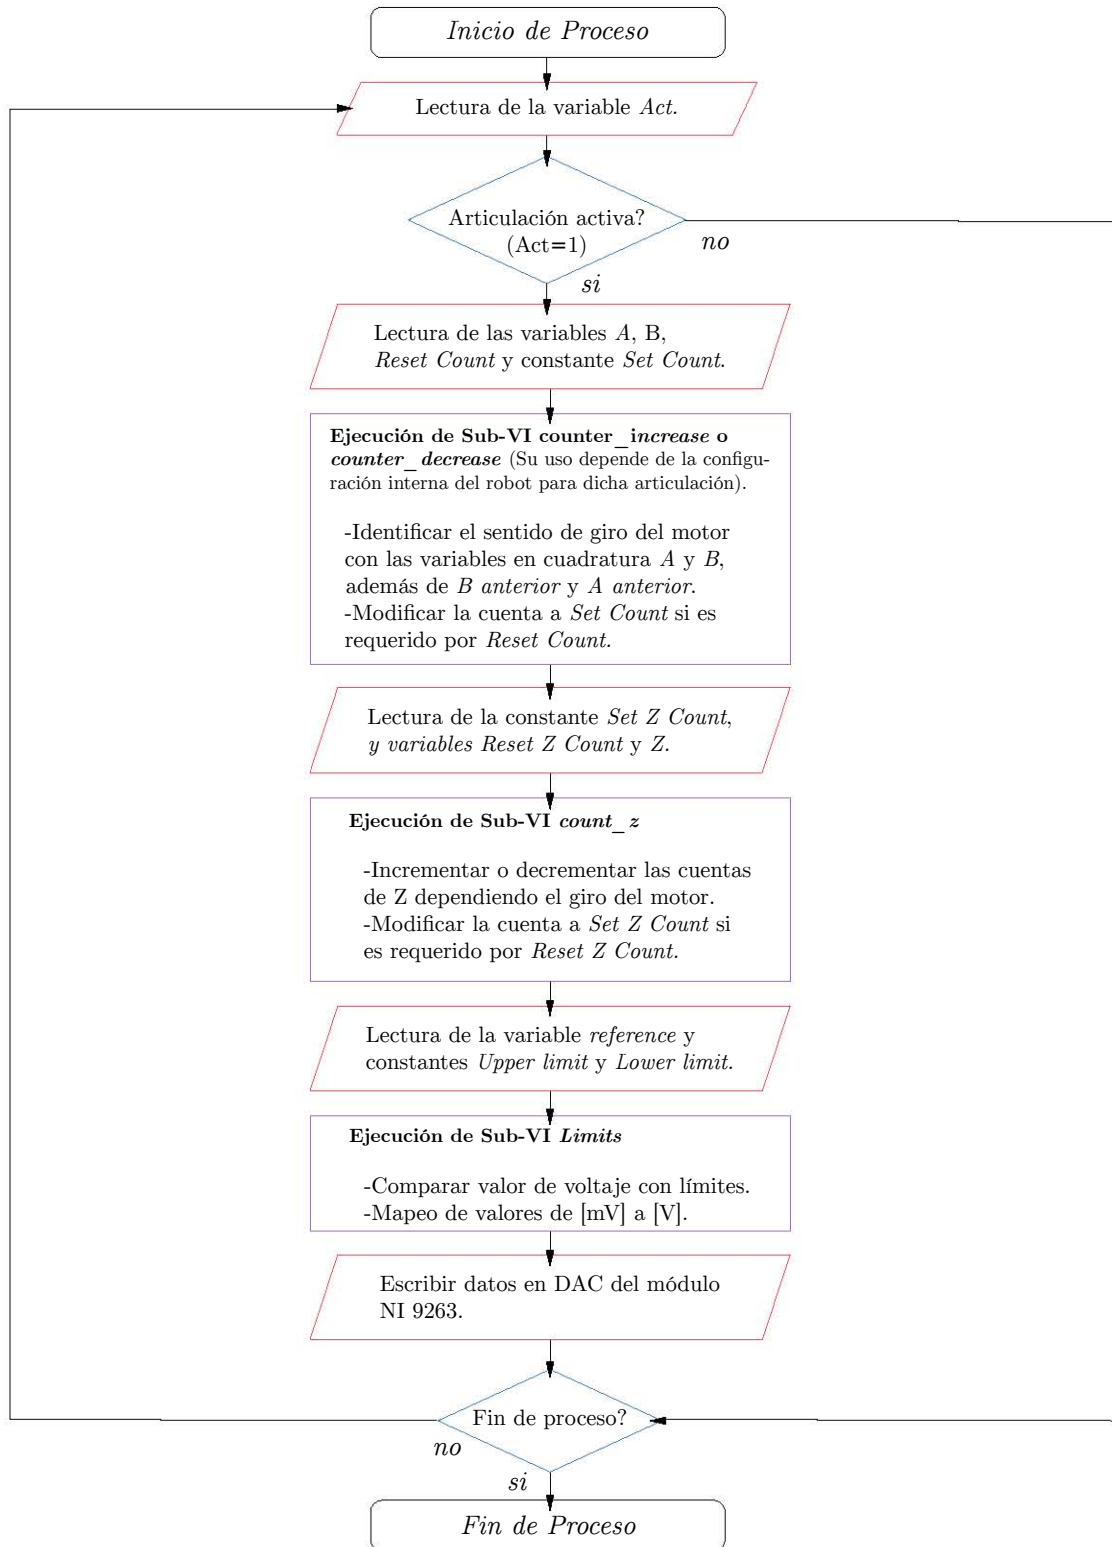 Inicio de Proceso
Lectura de la variable Act.
Articulación activa?
(Act=1)
no
si
Lectura de las variables A, B,
Reset Count y constante Set Count.
Ejecución de Sub-VI counter_increase o
counter_decrease (Su uso depende de la configu-
ración interna del robot para dicha articulación).
-Identificar el sentido de giro del motor
con las variables en cuadratura A y B,
además de B anterior y A anterior.
-Modificar la cuenta a Set Count si es
requerido por Reset Count.
Lectura de la constante Set Z Count,
y variables Reset Z Count y Z.
Ejecución de Sub-VI count_z
-Incrementar o decrementar las cuentas
de Z dependiendo el giro del motor.
-Modificar la cuenta a Set Z Count si
es requerido por Reset Z Count.
Lectura de la variable reference y
constantes Upper limit y Lower limit.
Ejecución de Sub-VI Limits
-Comparar valor de voltaje con límites.
-Mapeo de valores de [mV] a [V].
Escribir datos en DAC del módulo
NI 9263.
Fin de proceso?
no
si
Fin de Proceso